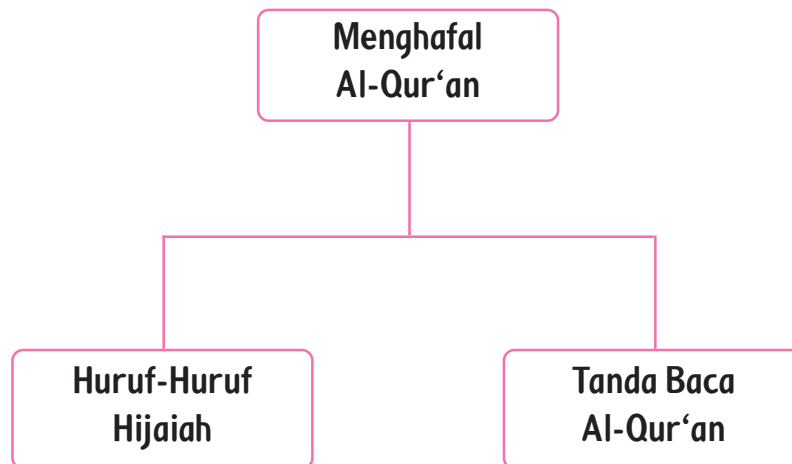 Menghafal
Al-Qur‘an
Huruf-Huruf
Hijaiah
Tanda Baca
Al-Qur‘an